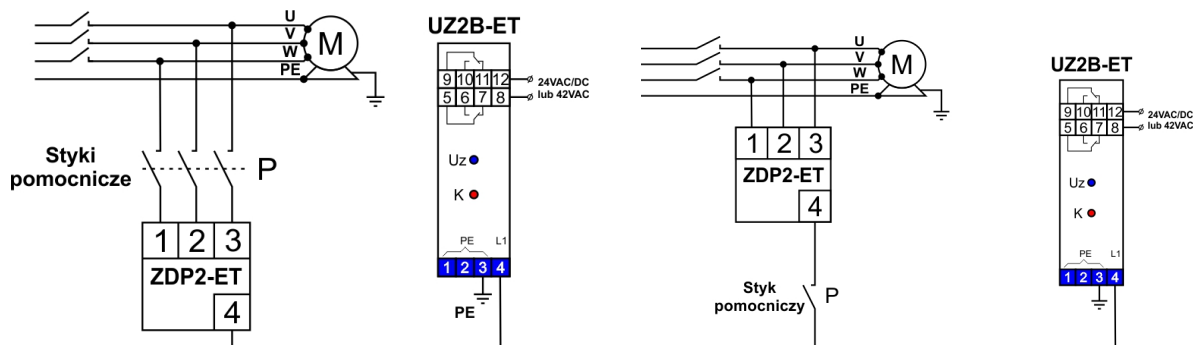 U
V
W
PE
M
Styki
pomocnicze
P
1 2 3
ZDP2-ET
4
UZ2B-ET
9 10 11 12
5 6 7 8
24VAC/DC
lub 42VAC
Uz
K
PE L1
1 2 3 4
PE
U
V
W
PE
M
1 2 3
ZDP2-ET
4
Styk
pomocniczy
P
UZ2B-ET
9 10 11 12
5 6 7 8
24VAC/DC
lub 42VAC
Uz
K
PE L1
1 2 3 4